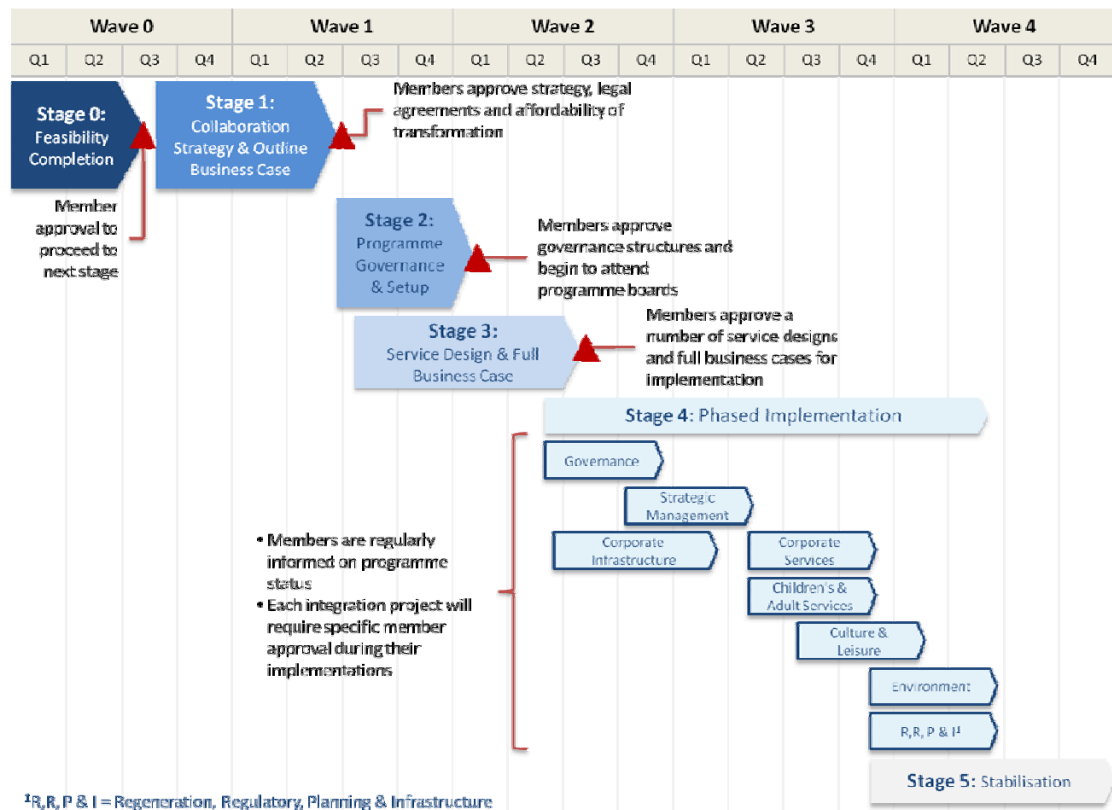 Wave 0 Wave 1 Wave 2 Wave 3 Wave 4
Q1 Q2 Q3 Q4 Q1 Q2 Q3 Q4 Q1 Q2 Q3 Q4 Q1 Q2 Q3 Q4 Q1 Q2 Q3 Q4
Stage 0:
Feasibility
Completion
Stage 1:
Collaboration
Strategy & Outline
Business Case
Members approve strategy, legal
agreements and affordability of
transformation
Member
approval to
proceed to
next stage
Stage 2:
Programme
Governance
& Setup
Members approve
governance structures and
begin to attend
programme boards
Stage 3:
Service Design & Full
Business Case
Members approve a
number of service designs
and full business cases for
implementation
Stage 4: Phased Implementation
Governance
Strategic
Management
Corporate
Infrastructure
Corporate
Services
• Members are regularly
informed on programme
status
• Each integration project will
require specific member
approval during their
implementations
Children's &
Adult Services
Culture &
Leisure
Environment
R,R, P & I¹
Stage 5: Stabilisation
¹R,R, P & I = Regeneration, Regulatory, Planning & Infrastructure